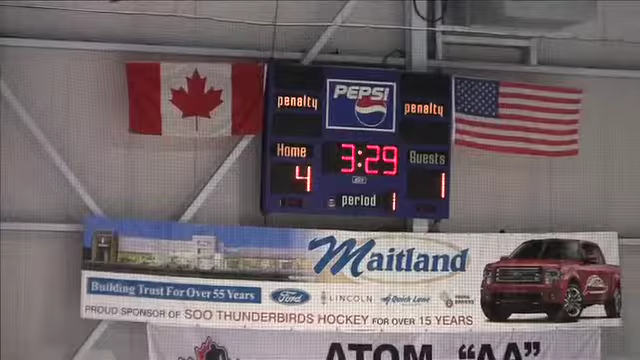 PEPSI
penalty
penalty
Home 3:29 Guests
4 period 1 1
Maitland
Building Trust For Over 55 Years
Ford LINCOLN Quick Lane
PROUD SPONSOR OF SOO THUNDERBIRDS HOCKEY FOR OVER 15 YEARS
ATOM "AA"